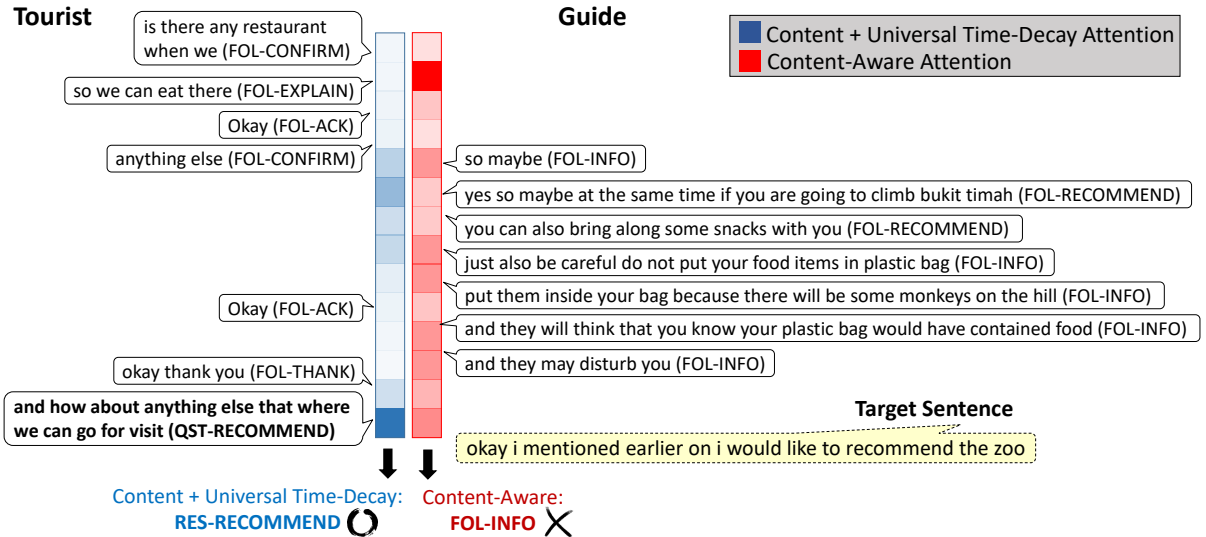 Tourist
Guide
Content + Universal Time-Decay Attention
Content-Aware Attention
is there any restaurant
when we (FOL-CONFIRM)
so we can eat there (FOL-EXPLAIN)
Okay (FOL-ACK)
anything else (FOL-CONFIRM)
so maybe (FOL-INFO)
yes so maybe at the same time if you are going to climb bukit timah (FOL-RECOMMEND)
you can also bring along some snacks with you (FOL-RECOMMEND)
just also be careful do not put your food items in plastic bag (FOL-INFO)
put them inside your bag because there will be some monkeys on the hill (FOL-INFO)
Okay (FOL-ACK)
and they will think that you know your plastic bag would have contained food (FOL-INFO)
and they may disturb you (FOL-INFO)
okay thank you (FOL-THANK)
and how about anything else that where
we can go for visit (QST-RECOMMEND)
Target Sentence
okay i mentioned earlier on i would like to recommend the zoo
Content + Universal Time-Decay:
RES-RECOMMEND
Content-Aware:
FOL-INFO